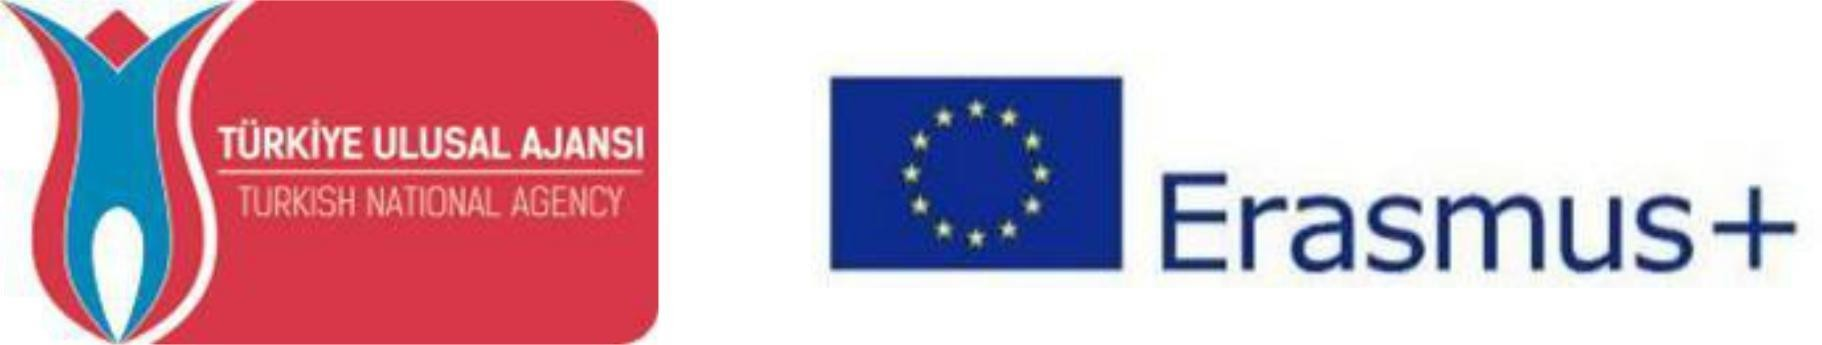 TÜRKİYE ULUSAL AJANSI
TURKISH NATIONAL AGENCY
Erasmus+